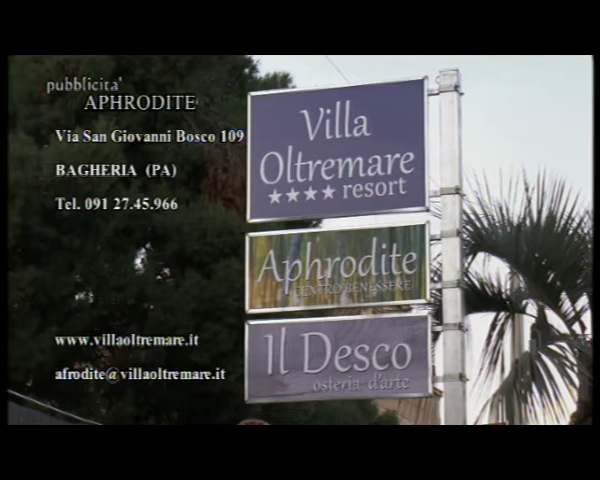 pubblicita'
APHRODITE
Via San Giovanni Bosco 109
BAGHERIA (PA)
Tel. 091 27.45.966
www.villaoltremare.it
afrodite@villaoltremare.it
Villa
Oltremare
★★★★ resort
Aphrodite
CENTRO BENESSERE
Il Desco
osteria d'arte